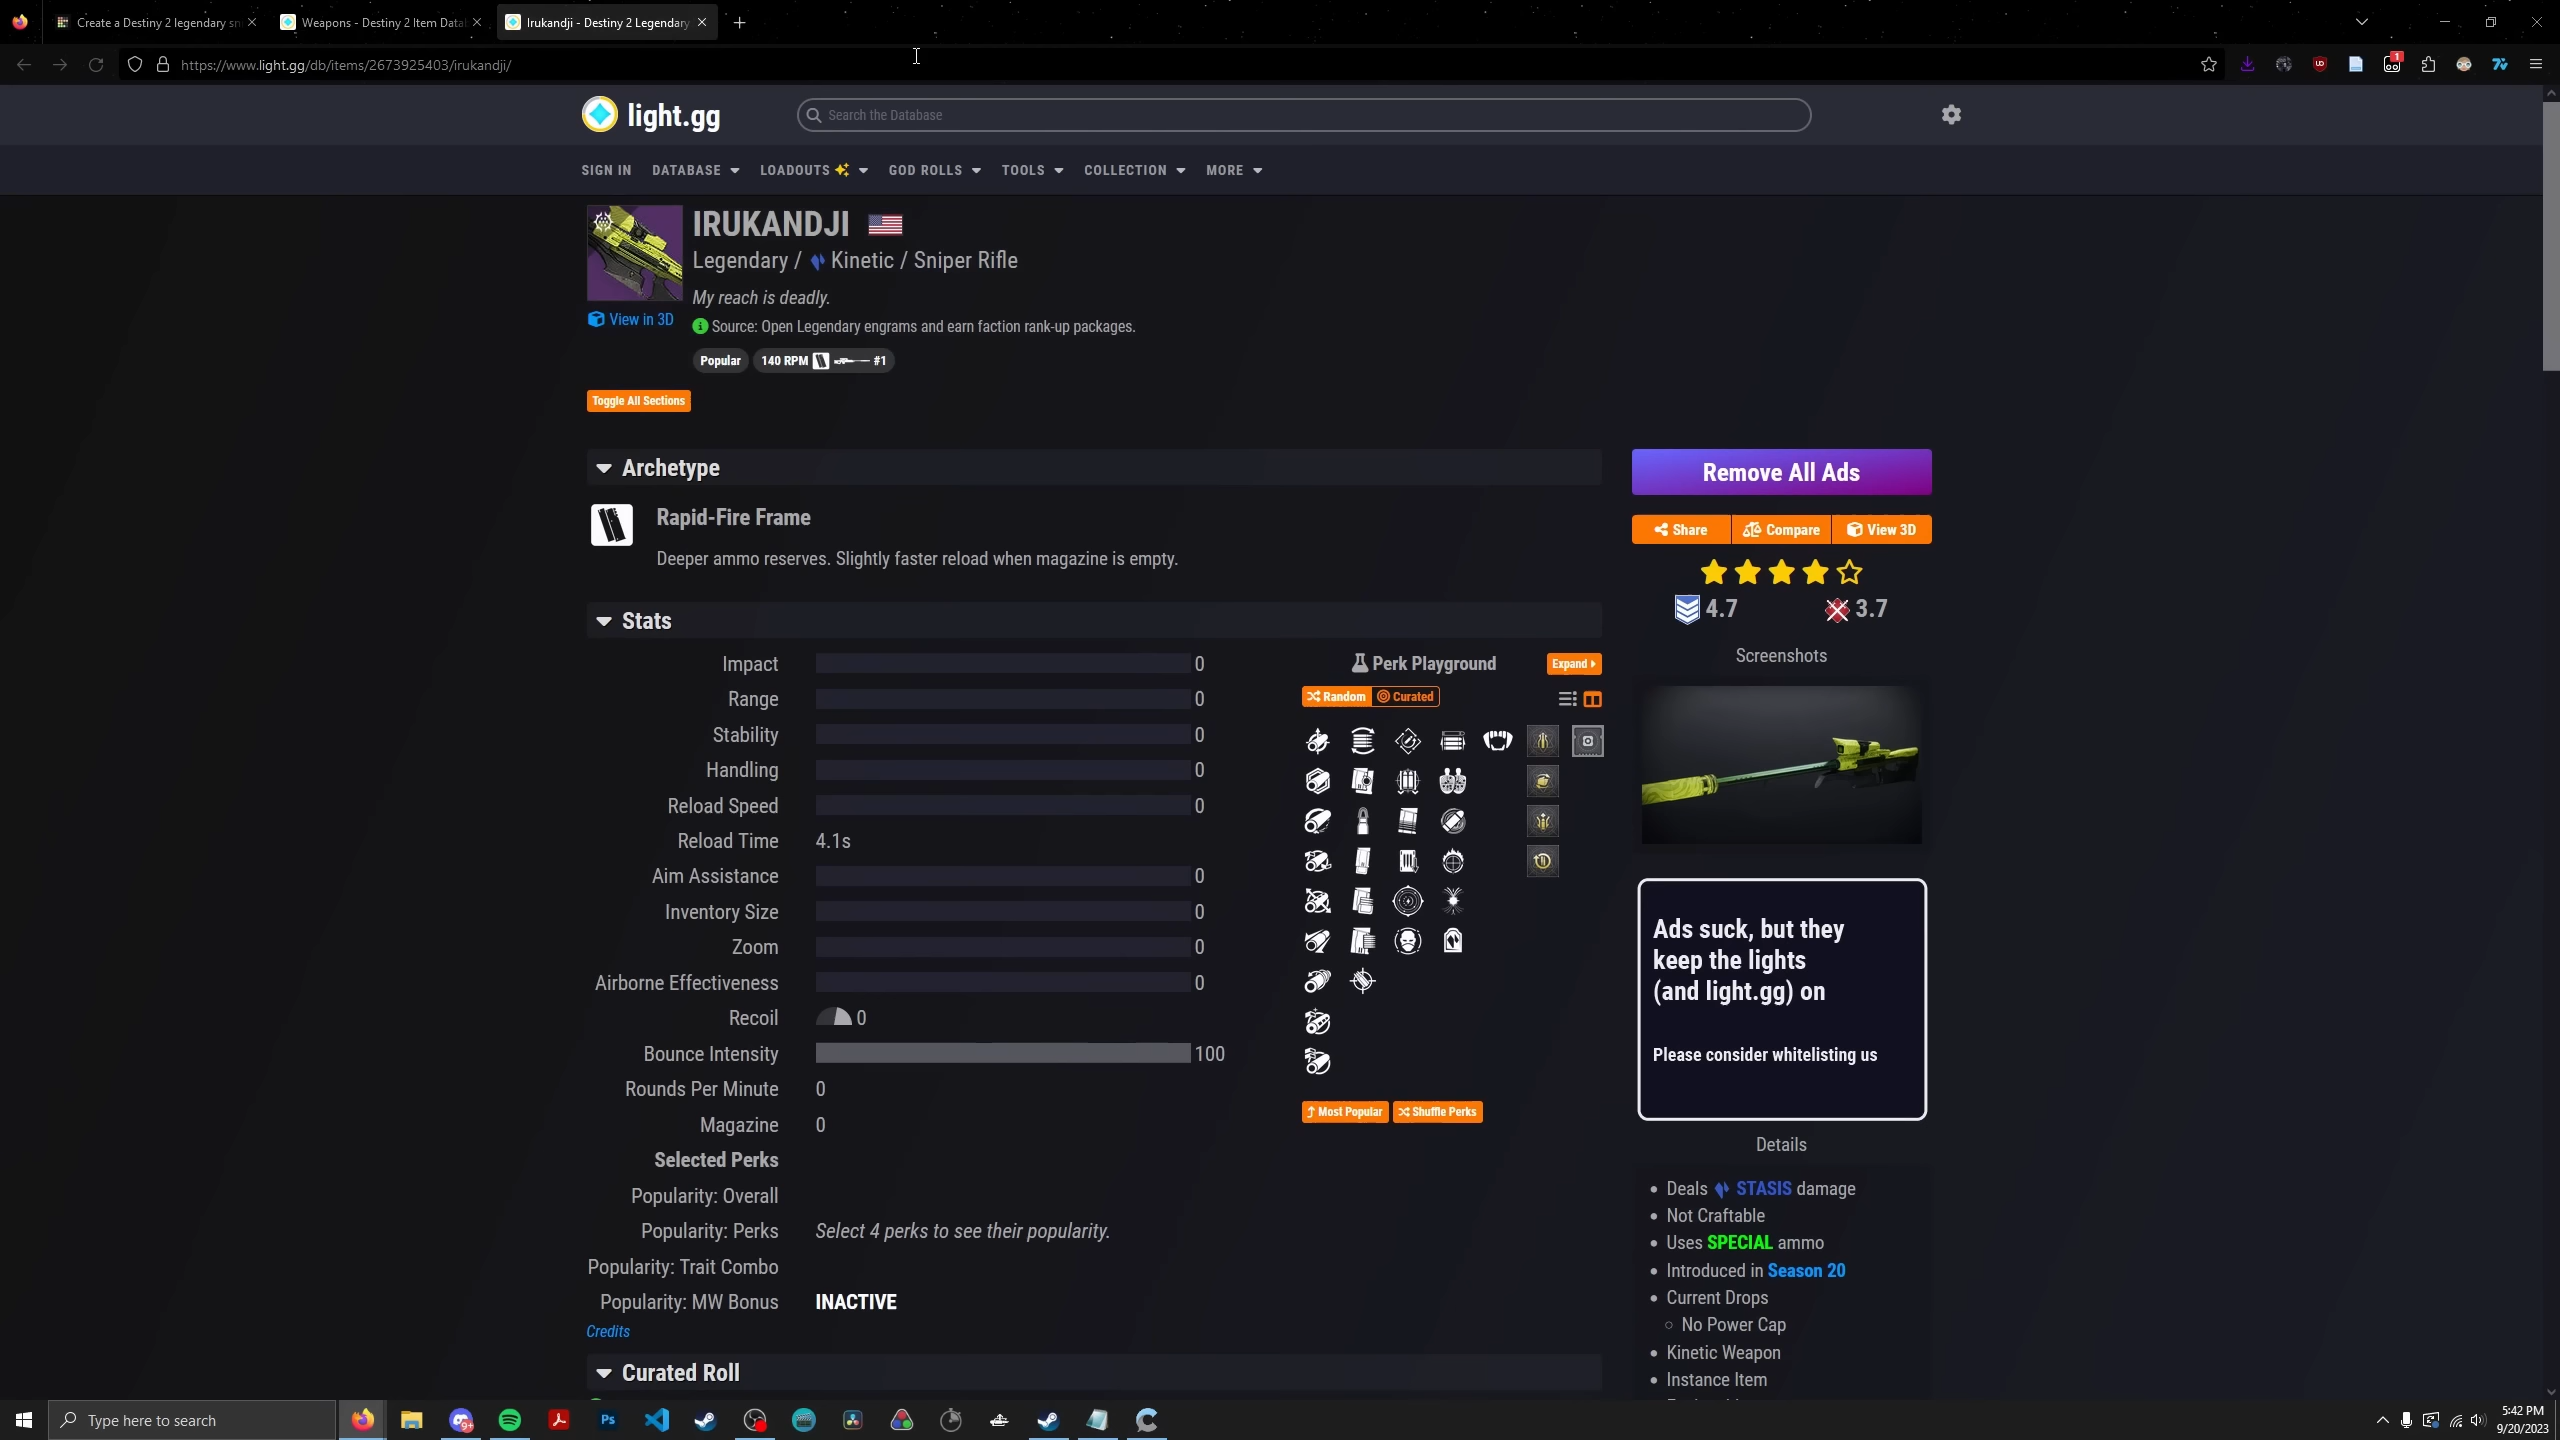 Create a Destiny 2 legendary sn
Weapons - Destiny 2 Item Data
Irukandji - Destiny 2 Legendary
https://www.light.gg/db/items/2673925403/irukandji/
1
light.gg
Search the Database
SIGN IN
DATABASE
LOADOUTS
GOD ROLLS
TOOLS
COLLECTION
MORE
IRUKANDJI
Legendary / Kinetic / Sniper Rifle
My reach is deadly.
View in 3D
Source: Open Legendary engrams and earn faction rank-up packages.
Popular
140 RPM #1
Toggle All Sections
Archetype
Rapid-Fire Frame
Deeper ammo reserves. Slightly faster reload when magazine is empty.
Stats
Impact 0
Range 0
Stability 0
Handling 0
Reload Speed 0
Reload Time 4.1s
Aim Assistance 0
Inventory Size 0
Zoom 0
Airborne Effectiveness 0
Recoil 0
Bounce Intensity 100
Rounds Per Minute 0
Magazine 0
Selected Perks
Popularity: Overall
Popularity: Perks Select 4 perks to see their popularity.
Popularity: Trait Combo
Popularity: MW Bonus INACTIVE
Credits
Curated Roll
Perk Playground
Expand
Random
Curated
Most Popular
Shuffle Perks
Remove All Ads
Share
Compare
View 3D
4.7
3.7
Screenshots
Ads suck, but they
keep the lights
(and light.gg) on
Please consider whitelisting us
Details
Deals STASIS damage
Not Craftable
Uses SPECIAL ammo
Introduced in Season 20
Current Drops
No Power Cap
Kinetic Weapon
Instance Item
Type here to search
9+
Ps
5:42 PM
9/20/2023